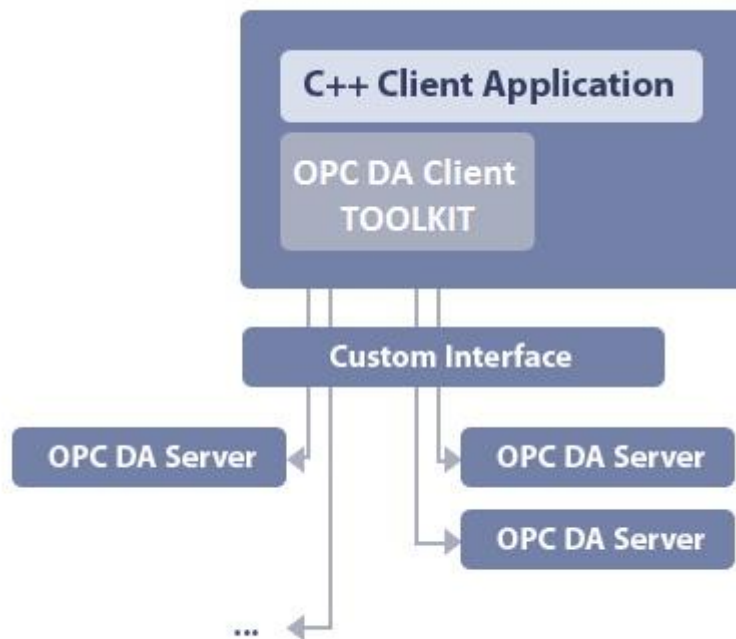 C++ Client Application
OPC DA Client
TOOLKIT
Custom Interface
OPC DA Server
OPC DA Server
OPC DA Server
...